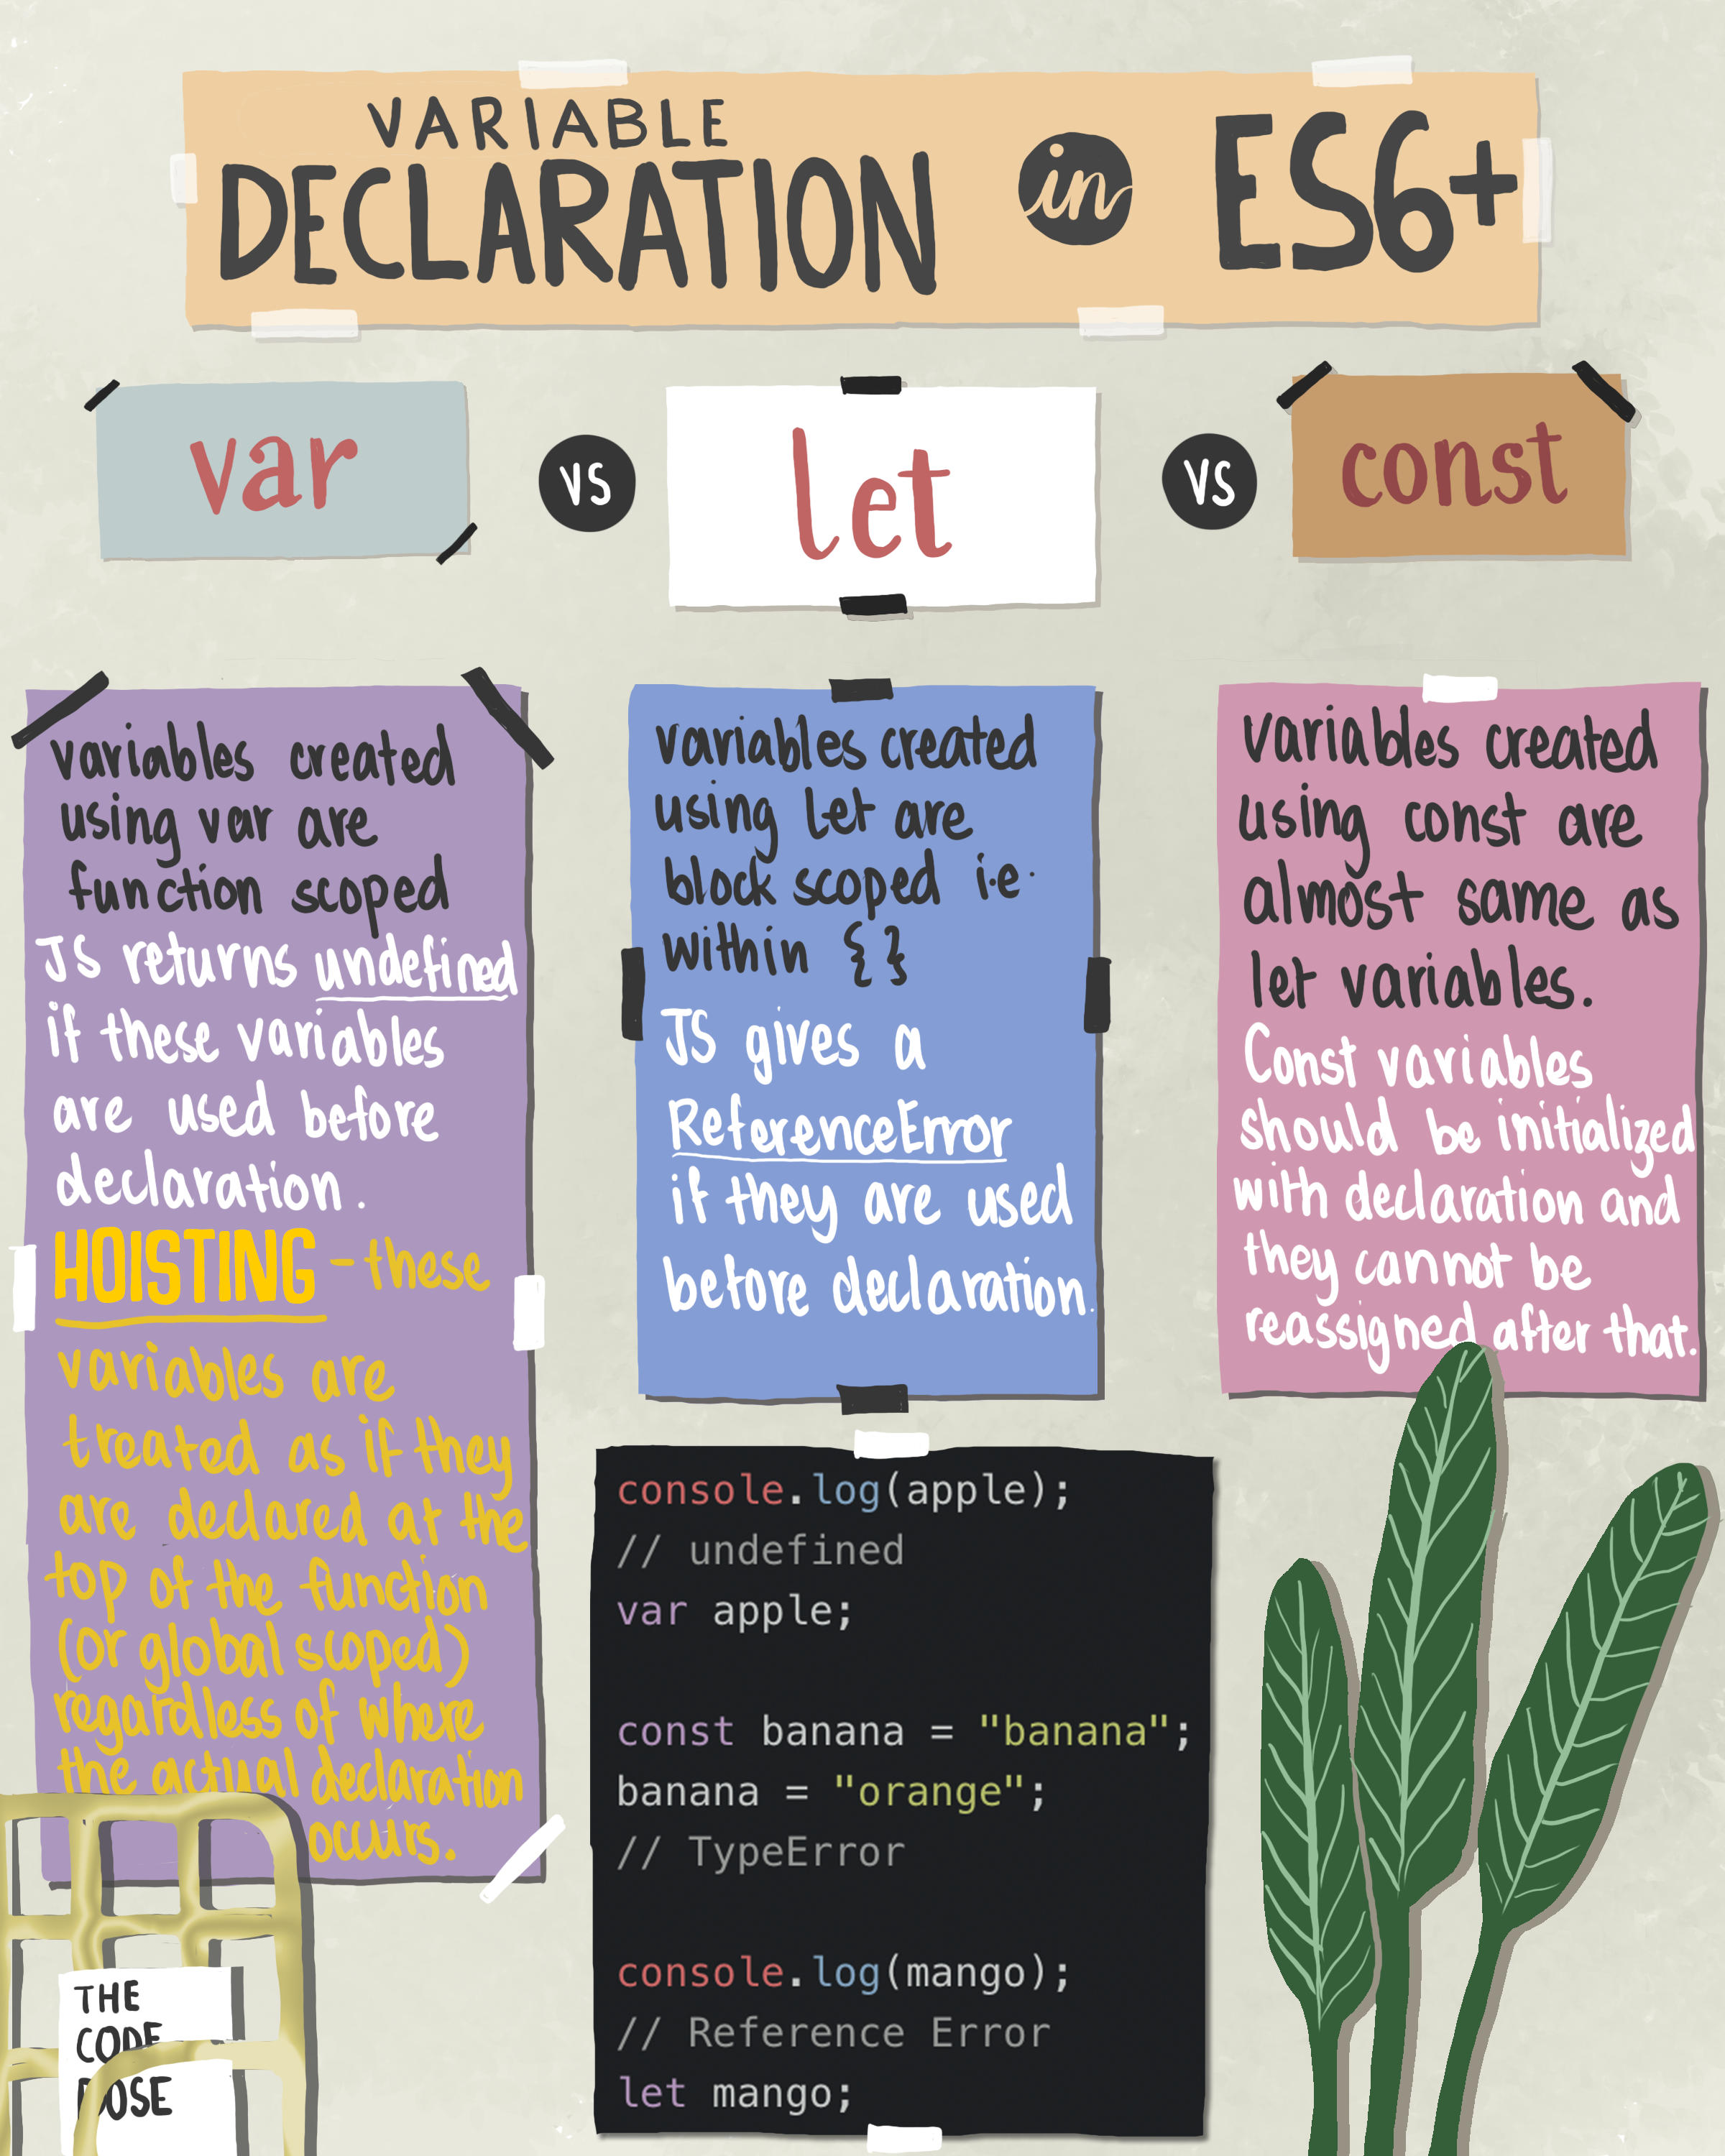 VARIABLE
DECLARATION in ES6+
var vs let vs const
variables created
using var are
function scoped
JS returns undefined
if these variables
are used before
declaration.
HOISTING - these
variables are
treated as if they
are declared at the
top of the function
(or global scoped)
regardless of where
the actual declaration
occurs.
variables created
using let are
block scoped i.e.
within { }
JS gives a
ReferenceError
if they are used
before declaration.
variables created
using const are
almost same as
let variables.
Const variables
should be initialized
with declaration and
they cannot be
reassigned after that.
console.log(apple);
// undefined
var apple;
const banana = "banana";
banana = "orange";
// TypeError
console.log(mango);
// Reference Error
let mango;
THE
CODE
DOSE